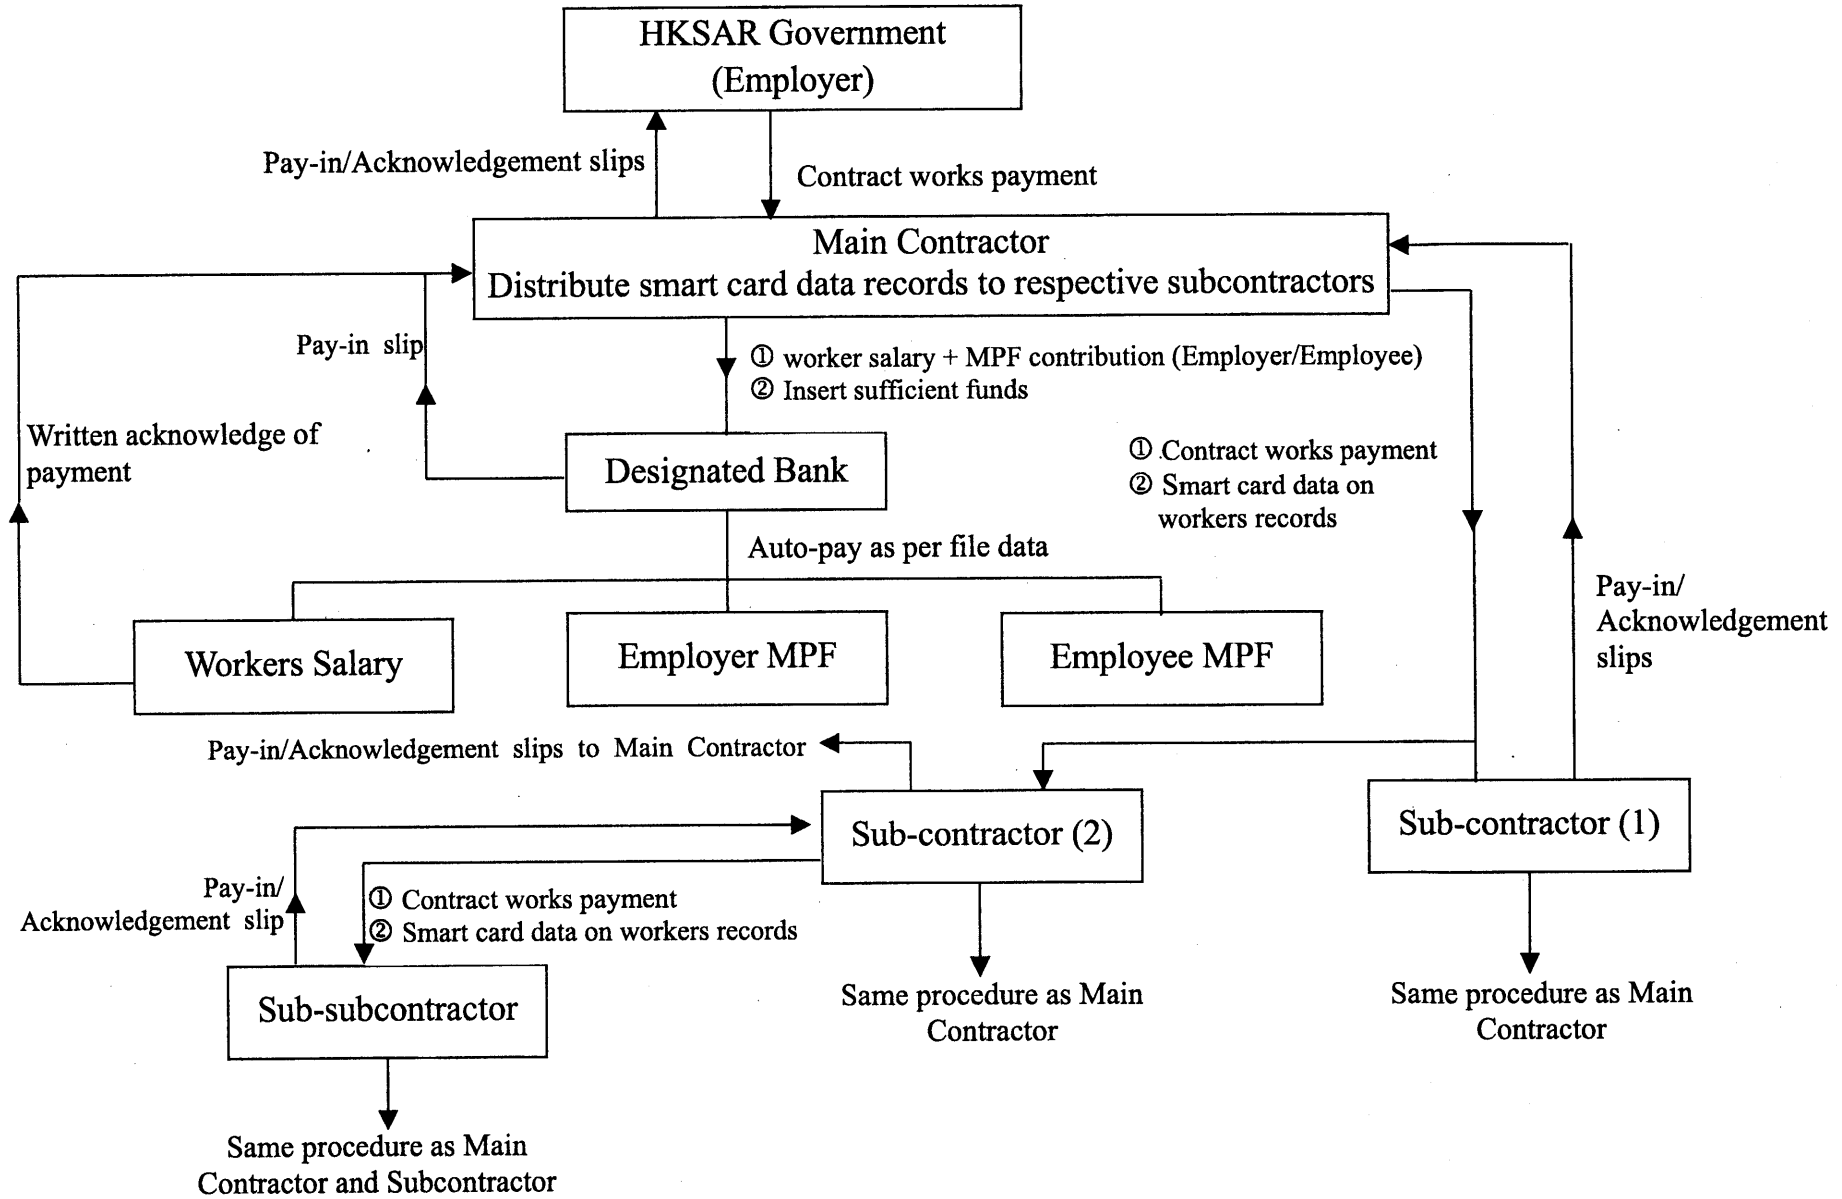 HKSAR Government
(Employer)
Pay-in/Acknowledgement slips
Contract works payment
Main Contractor
Distribute smart card data records to respective subcontractors
Pay-in slip
① worker salary + MPF contribution (Employer/Employee)
② Insert sufficient funds
Written acknowledge of
payment
Designated Bank
① Contract works payment
② Smart card data on
workers records
Auto-pay as per file data
Pay-in/
Acknowledgement
slips
Workers Salary
Employer MPF
Employee MPF
Pay-in/Acknowledgement slips to Main Contractor
Sub-contractor (2)
Sub-contractor (1)
Pay-in/
Acknowledgement slip
① Contract works payment
② Smart card data on workers records
Sub-subcontractor
Same procedure as Main
Contractor
Same procedure as Main
Contractor
Same procedure as Main
Contractor and Subcontractor